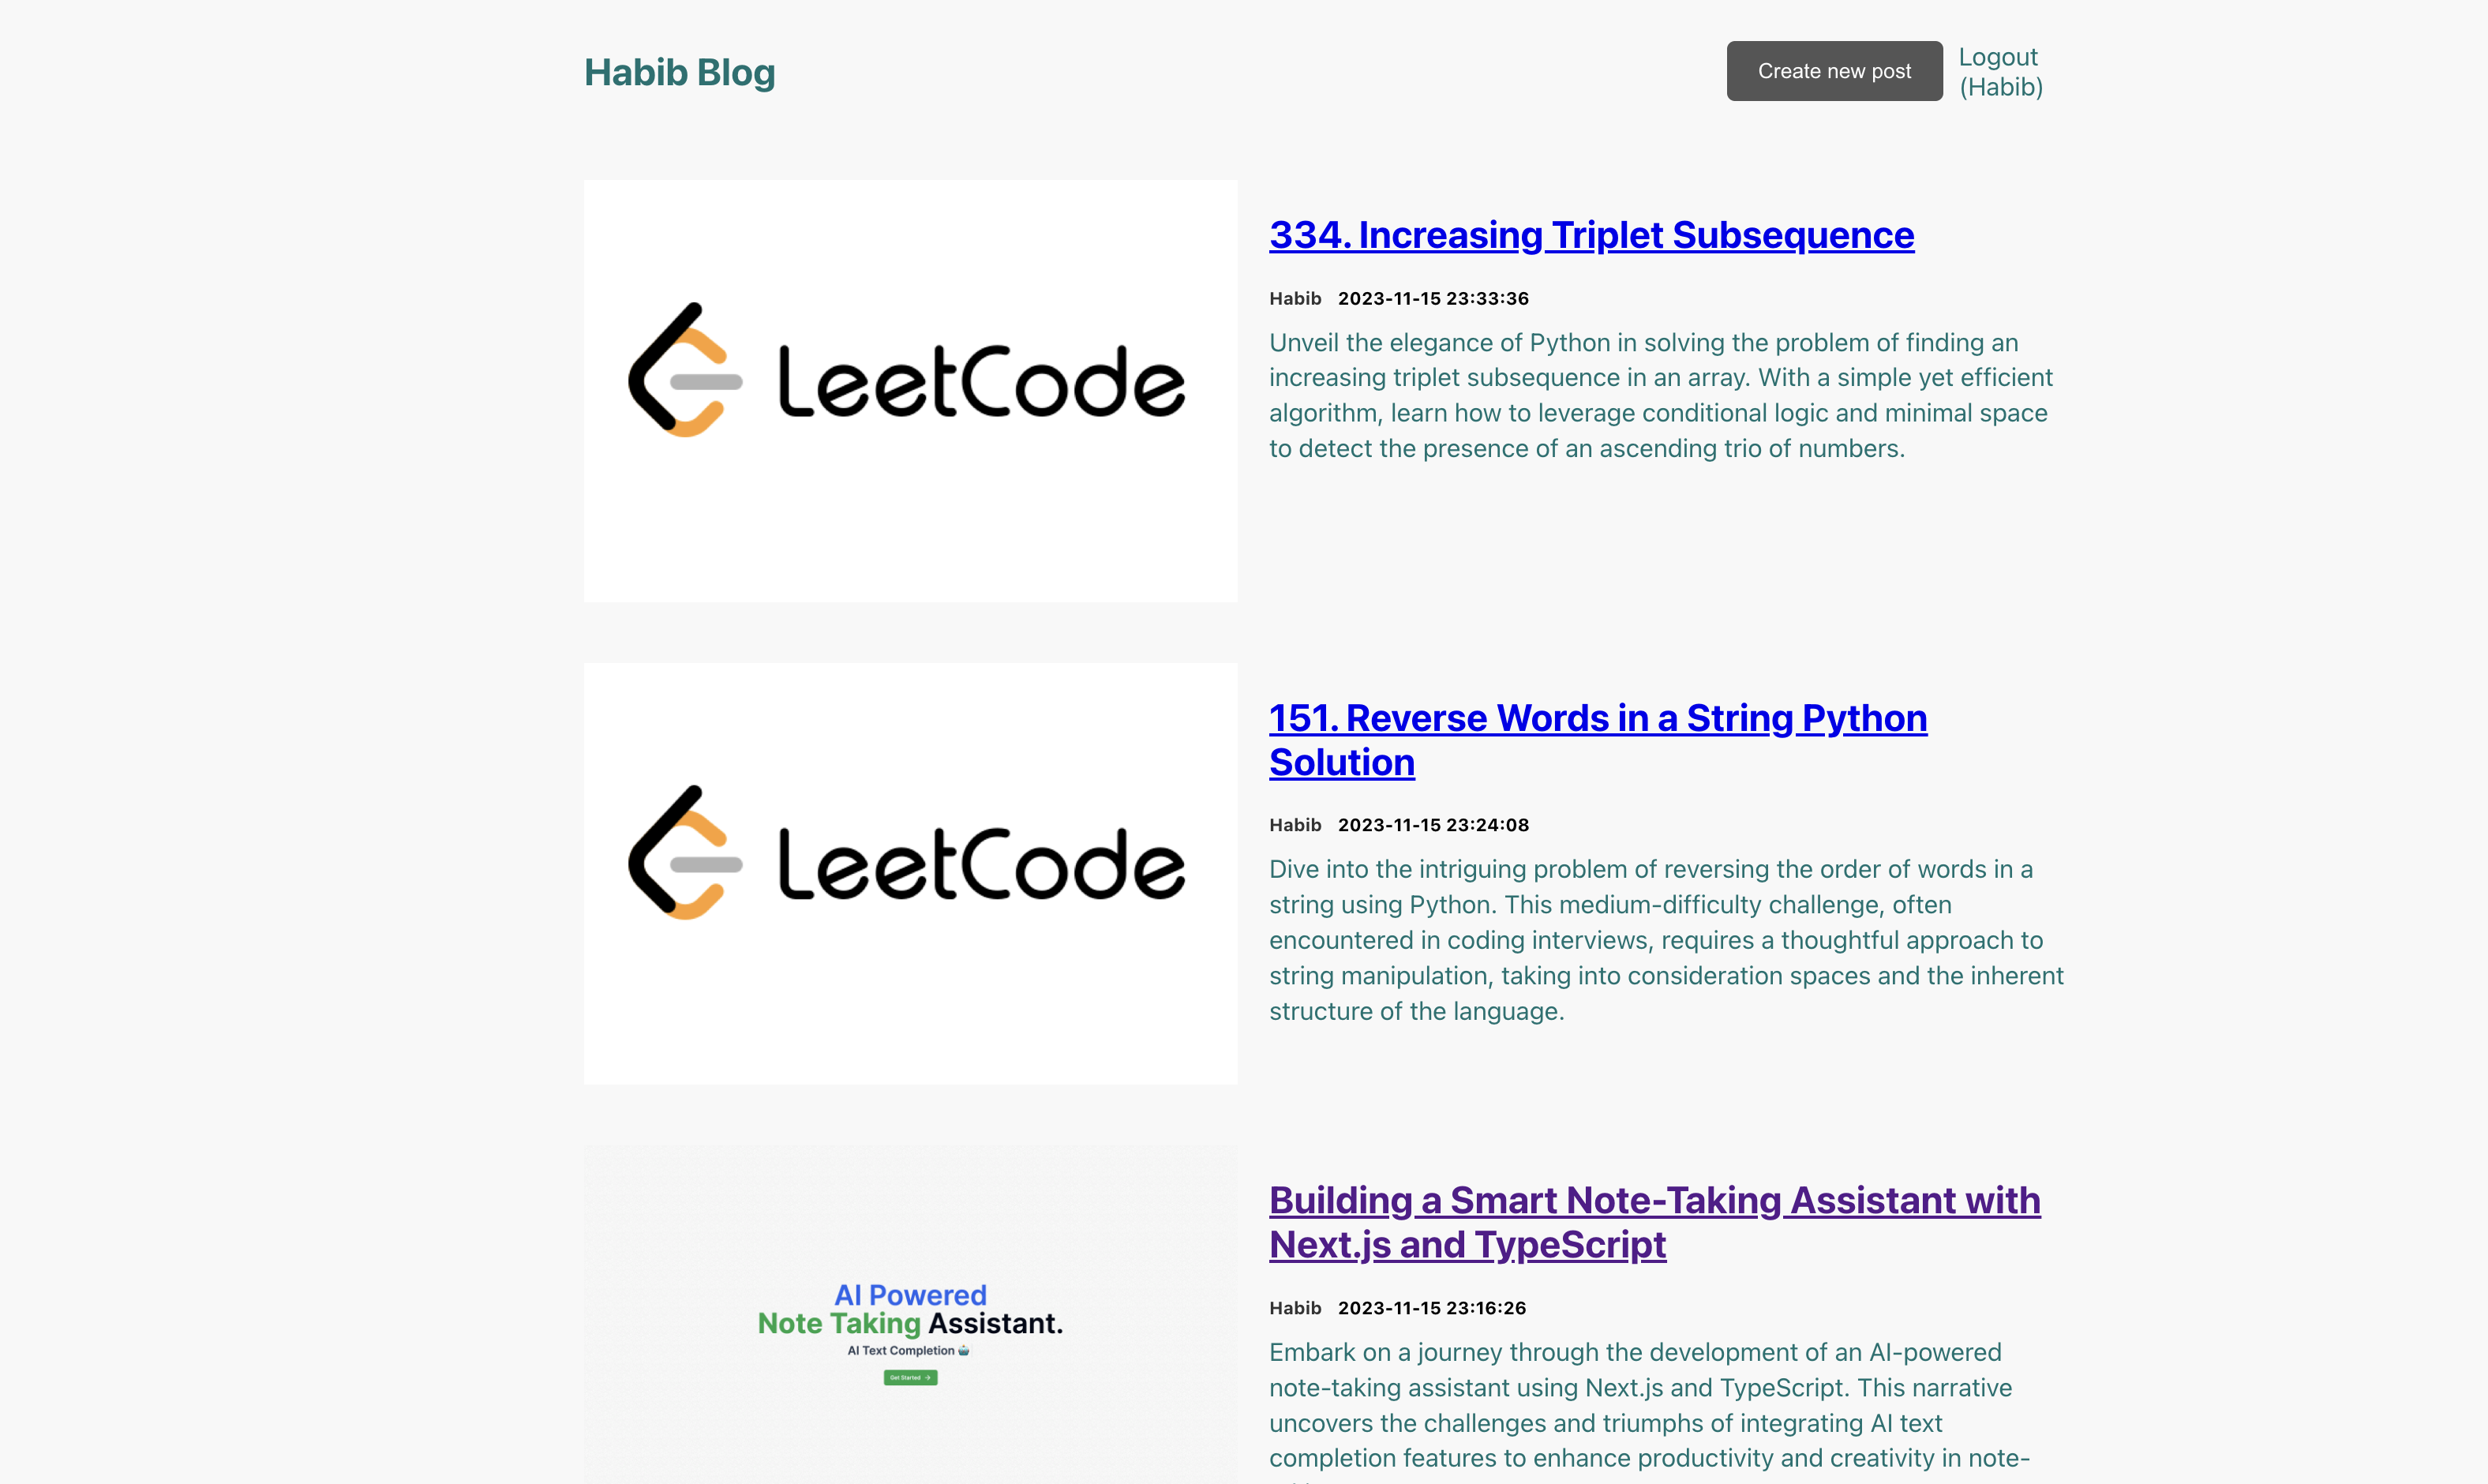 Habib Blog
Create new post
Logout
(Habib)
LeetCode
334. Increasing Triplet Subsequence
Habib 2023-11-15 23:33:36
Unveil the elegance of Python in solving the problem of finding an
increasing triplet subsequence in an array. With a simple yet efficient
algorithm, learn how to leverage conditional logic and minimal space
to detect the presence of an ascending trio of numbers.
LeetCode
151. Reverse Words in a String Python
Solution
Habib 2023-11-15 23:24:08
Dive into the intriguing problem of reversing the order of words in a
string using Python. This medium-difficulty challenge, often
encountered in coding interviews, requires a thoughtful approach to
string manipulation, taking into consideration spaces and the inherent
structure of the language.
AI Powered
Note Taking Assistant.
AI Text Completion
Get Started →
Building a Smart Note-Taking Assistant with
Next.js and TypeScript
Habib 2023-11-15 23:16:26
Embark on a journey through the development of an AI-powered
note-taking assistant using Next.js and TypeScript. This narrative
uncovers the challenges and triumphs of integrating AI text
completion features to enhance productivity and creativity in note-